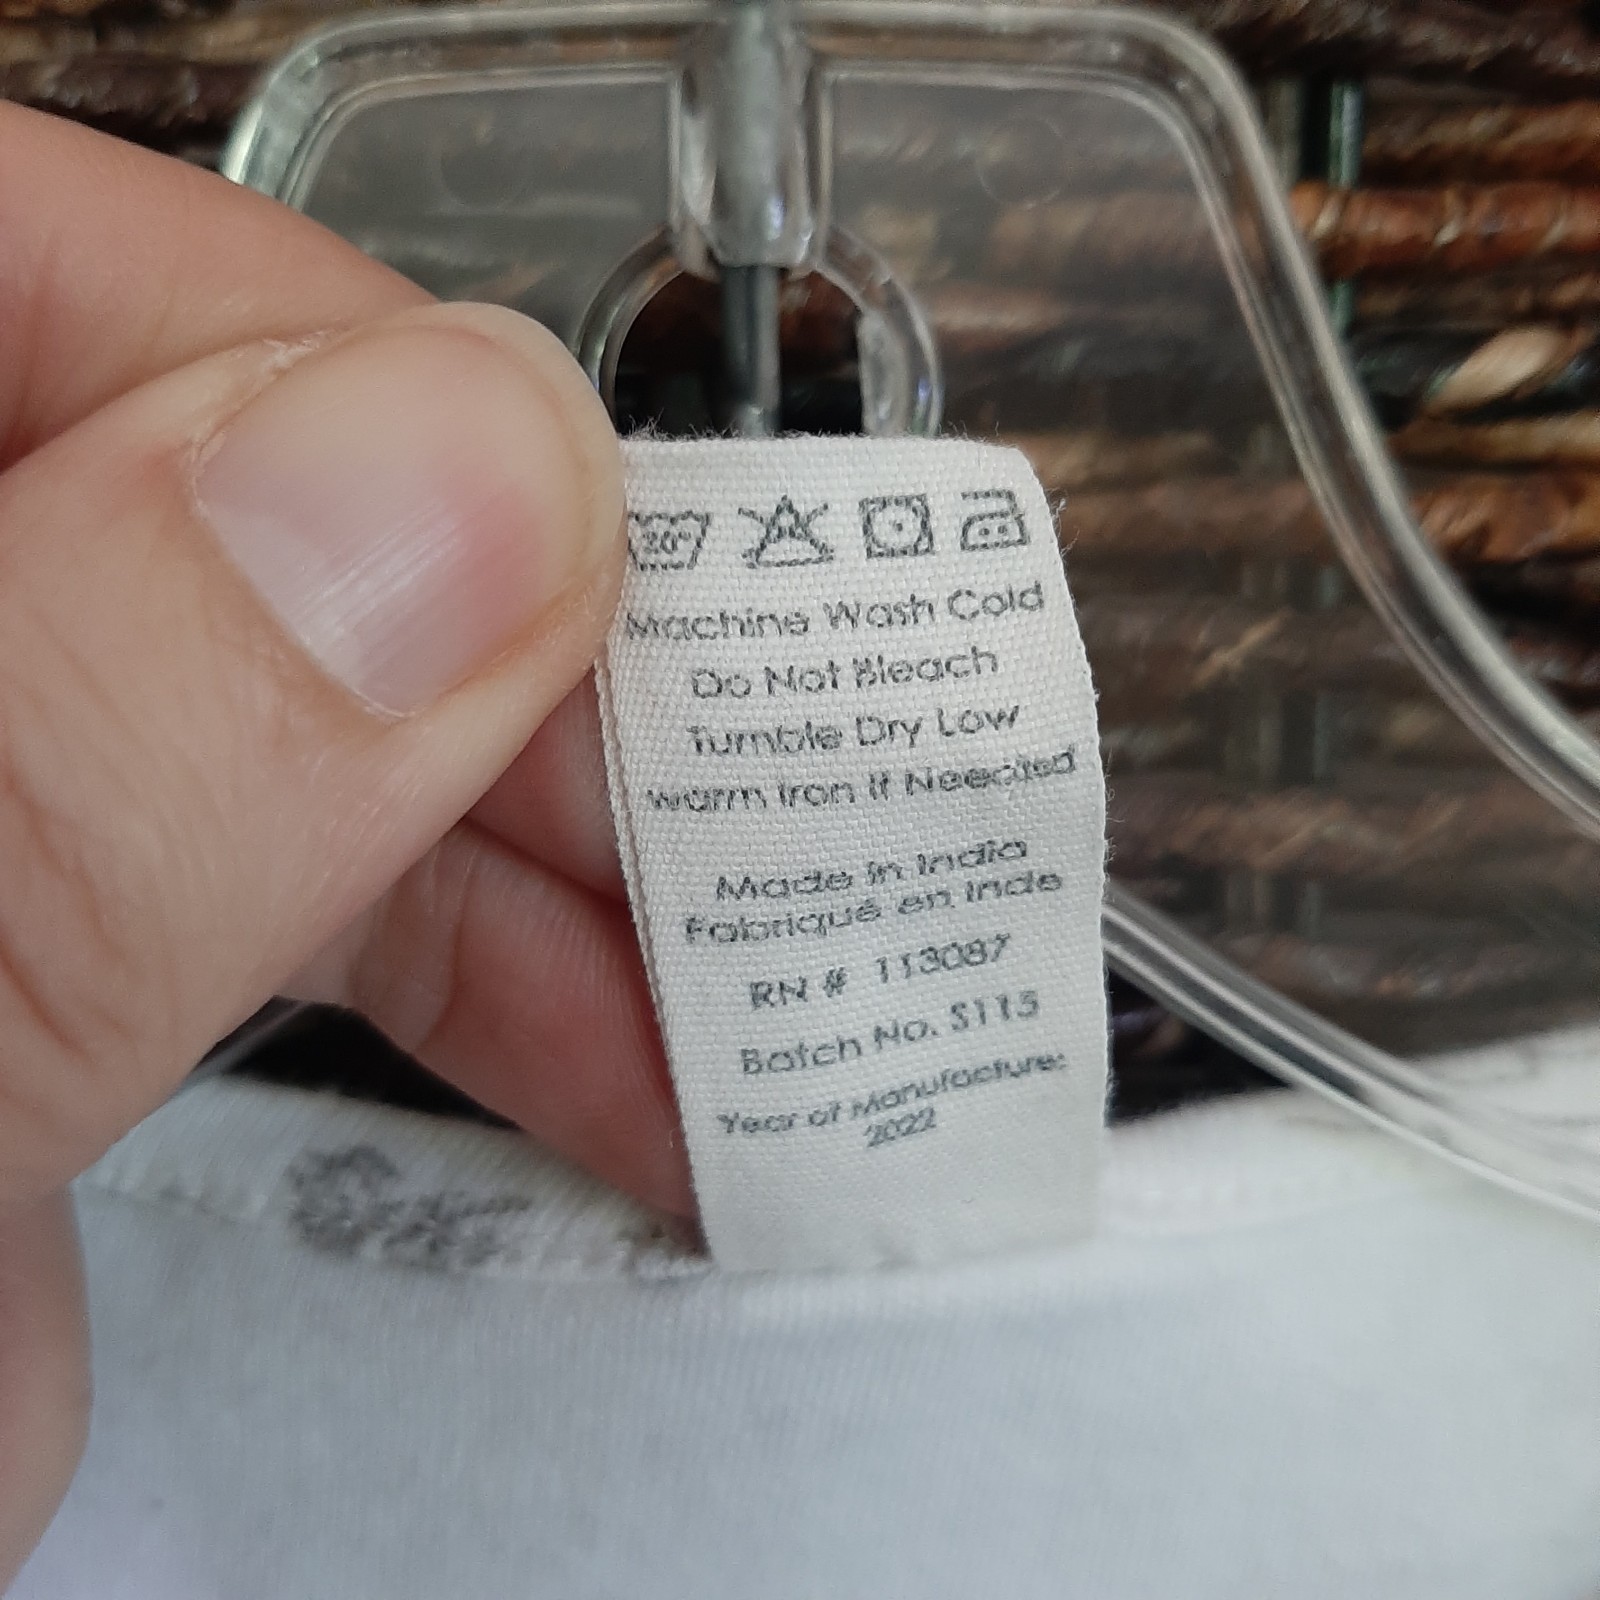 20°
Machine Wash Cold
Do Not Bleach
Tumble Dry Low
Warm Iron If Needed
Made in India
Fabriqué en Inde
RN # 113087
Batch No. S115
Year of Manufacture:
2022